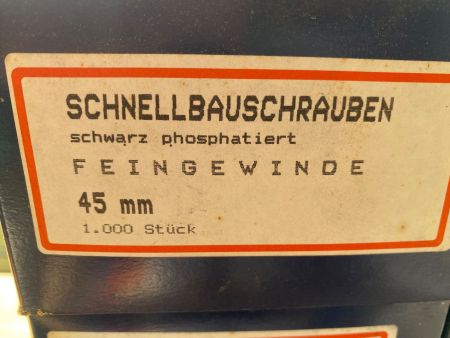 SCHNELLBAUSCHRAUBEN
schwarz phosphatiert
FEINGEWINDE
45 mm
1.000 Stück